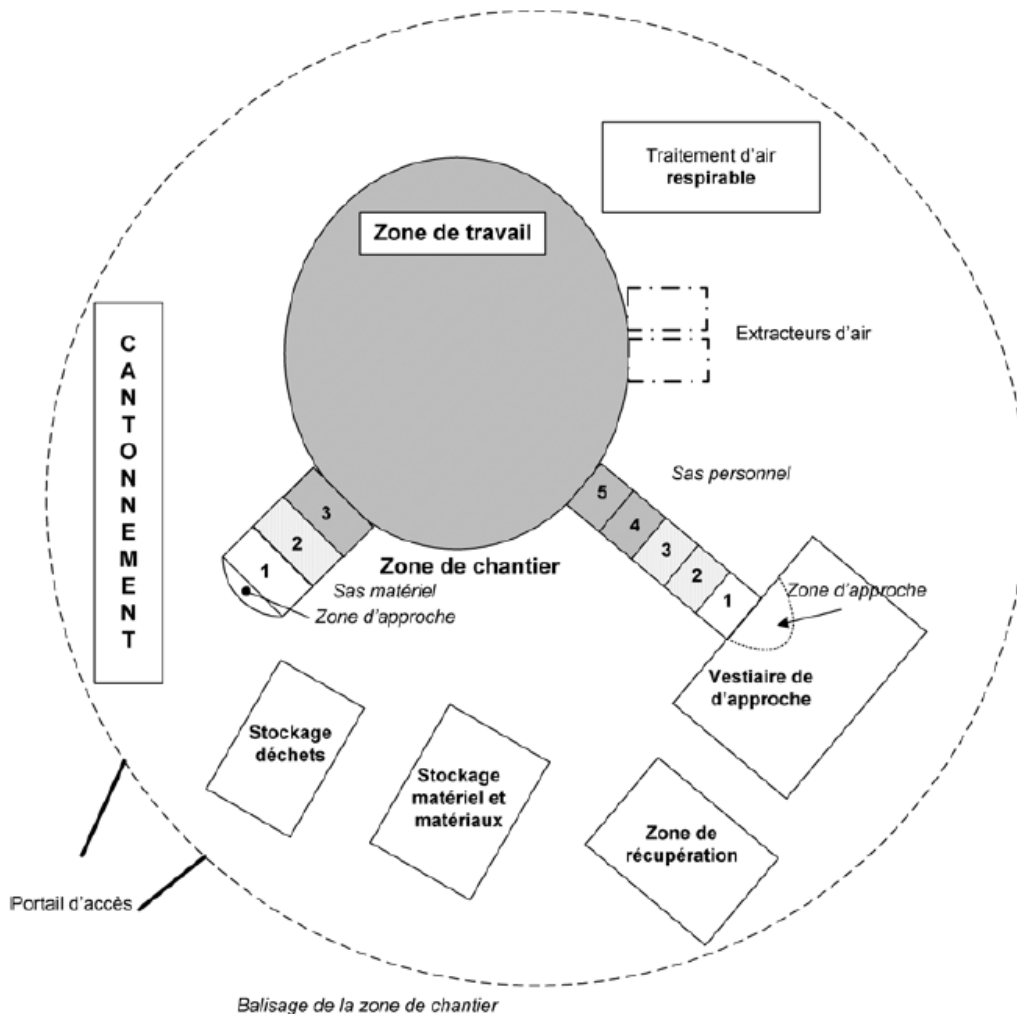 Traitement d'air
respirable
Zone de travail
Extracteurs d'air
CANTONNEMENT
Sas personnel
5
4
3
2
1
3
2
1
Zone de chantier
Sas matériel
Zone d'approche
Zone d'approche
Vestiaire de
d'approche
Stockage
déchets
Stockage
matériel et
matériaux
Zone de
récupération
Portail d'accès
Balisage de la zone de chantier